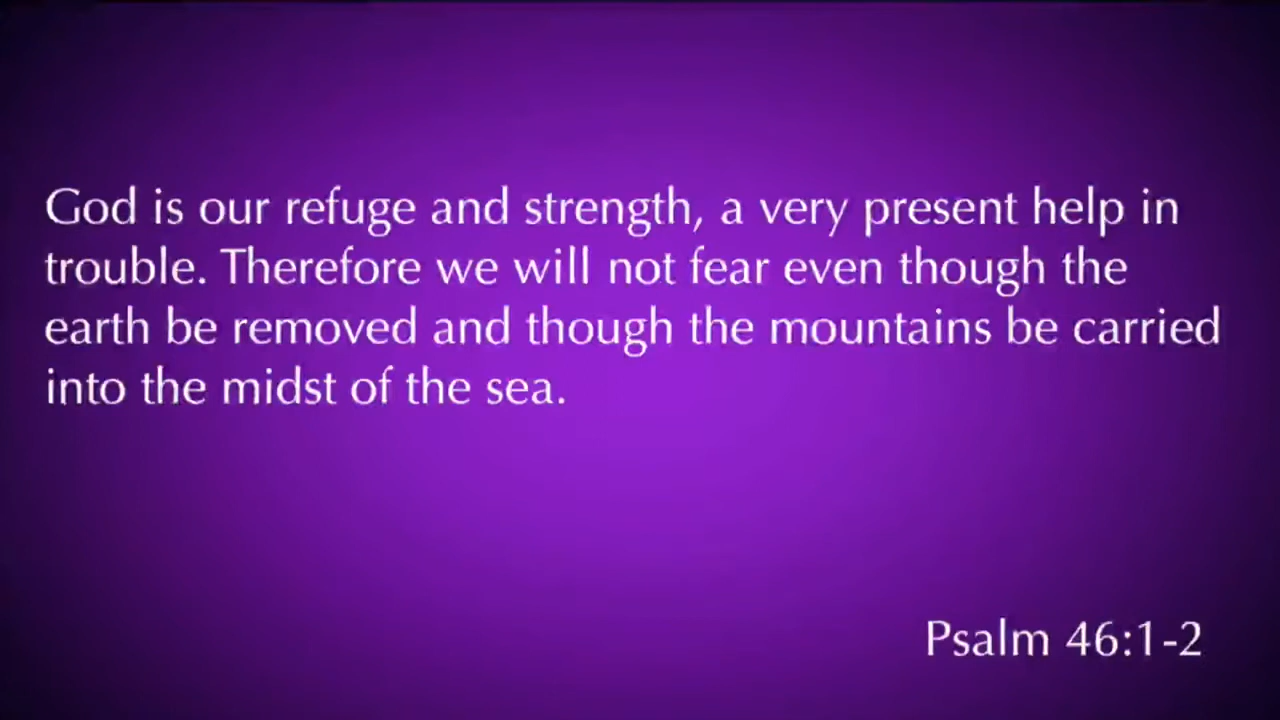 God is our refuge and strength, a very present help in
trouble. Therefore we will not fear even though the
earth be removed and though the mountains be carried
into the midst of the sea.
Psalm 46:1-2